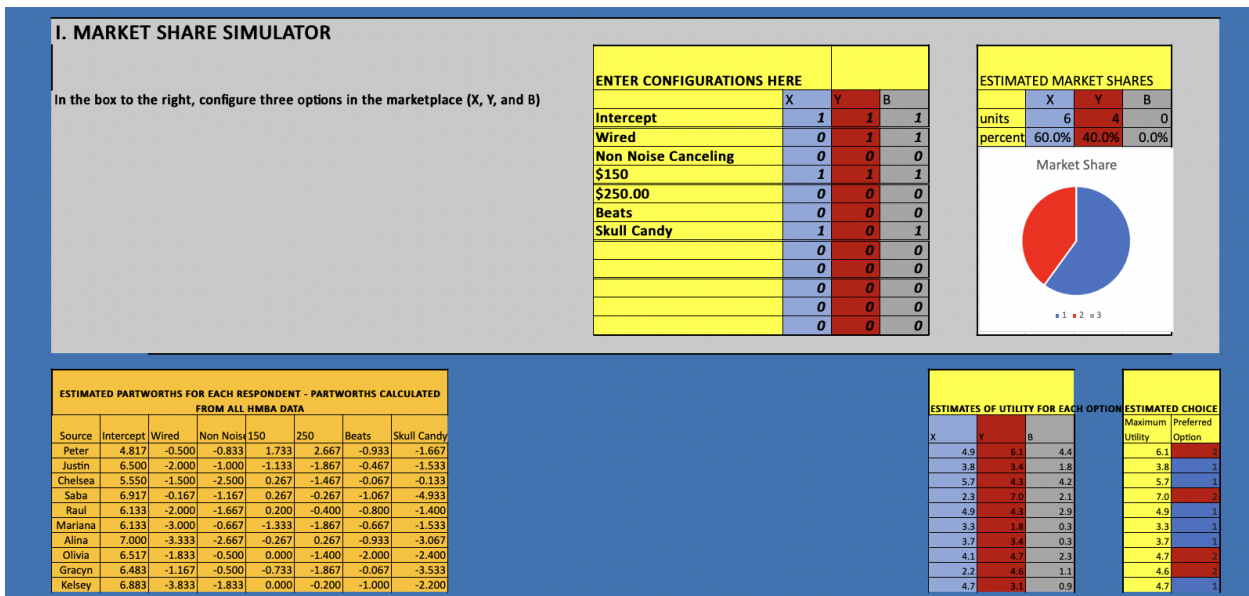 I. MARKET SHARE SIMULATOR
In the box to the right, configure three options in the marketplace (X, Y, and B)
ENTER CONFIGURATIONS HERE
X Y B
Intercept 1 1 1
Wired 0 1 1
Non Noise Canceling 0 0 0
$150 1 1 1
$250.00 0 0 0
Beats 0 0 0
Skull Candy 1 0 1
0 0 0
0 0 0
0 0 0
0 0 0
0 0 0
ESTIMATED MARKET SHARES
X Y B
units 6 4 0
percent 60.0% 40.0% 0.0%
Market Share
1 2 3
ESTIMATED PARTWORTHS FOR EACH RESPONDENT - PARTWORTHS CALCULATED
FROM ALL HMBA DATA
Source Intercept Wired Non Noise 150 250 Beats Skull Candy
Peter 4.817 -0.500 -0.833 1.733 2.667 -0.933 -1.667
Justin 6.500 -2.000 -1.000 -1.133 -1.867 -0.467 -1.533
Chelsea 5.550 -1.500 -2.500 0.267 -1.467 -0.067 -0.133
Saba 6.917 -0.167 -1.167 0.267 -0.267 -1.067 -4.933
Raul 6.133 -2.000 -1.667 0.200 -0.400 -0.800 -1.400
Mariana 6.133 -3.000 -0.667 -1.333 -1.867 -0.667 -1.533
Alina 7.000 -3.333 -2.667 -0.267 0.267 -0.933 -3.067
Olivia 6.517 -1.833 -0.500 0.000 -1.400 -2.000 -2.400
Gracyn 6.483 -1.167 -0.500 -0.733 -1.867 -0.067 -3.533
Kelsey 6.883 -3.833 -1.833 0.000 -0.200 -1.000 -2.200
ESTIMATES OF UTILITY FOR EACH OPTION
X Y B
4.9 6.1 4.4
3.8 3.4 1.8
5.7 4.3 4.2
2.3 7.0 2.1
4.9 4.3 2.9
3.3 1.8 0.3
3.7 3.4 0.3
4.1 4.7 2.3
2.2 4.6 1.1
4.7 3.1 0.9
ESTIMATED CHOICE
Maximum Preferred
Utility Option
6.1 2
3.8 1
5.7 1
7.0 2
4.9 1
3.3 1
3.7 1
4.7 2
4.6 2
4.7 1